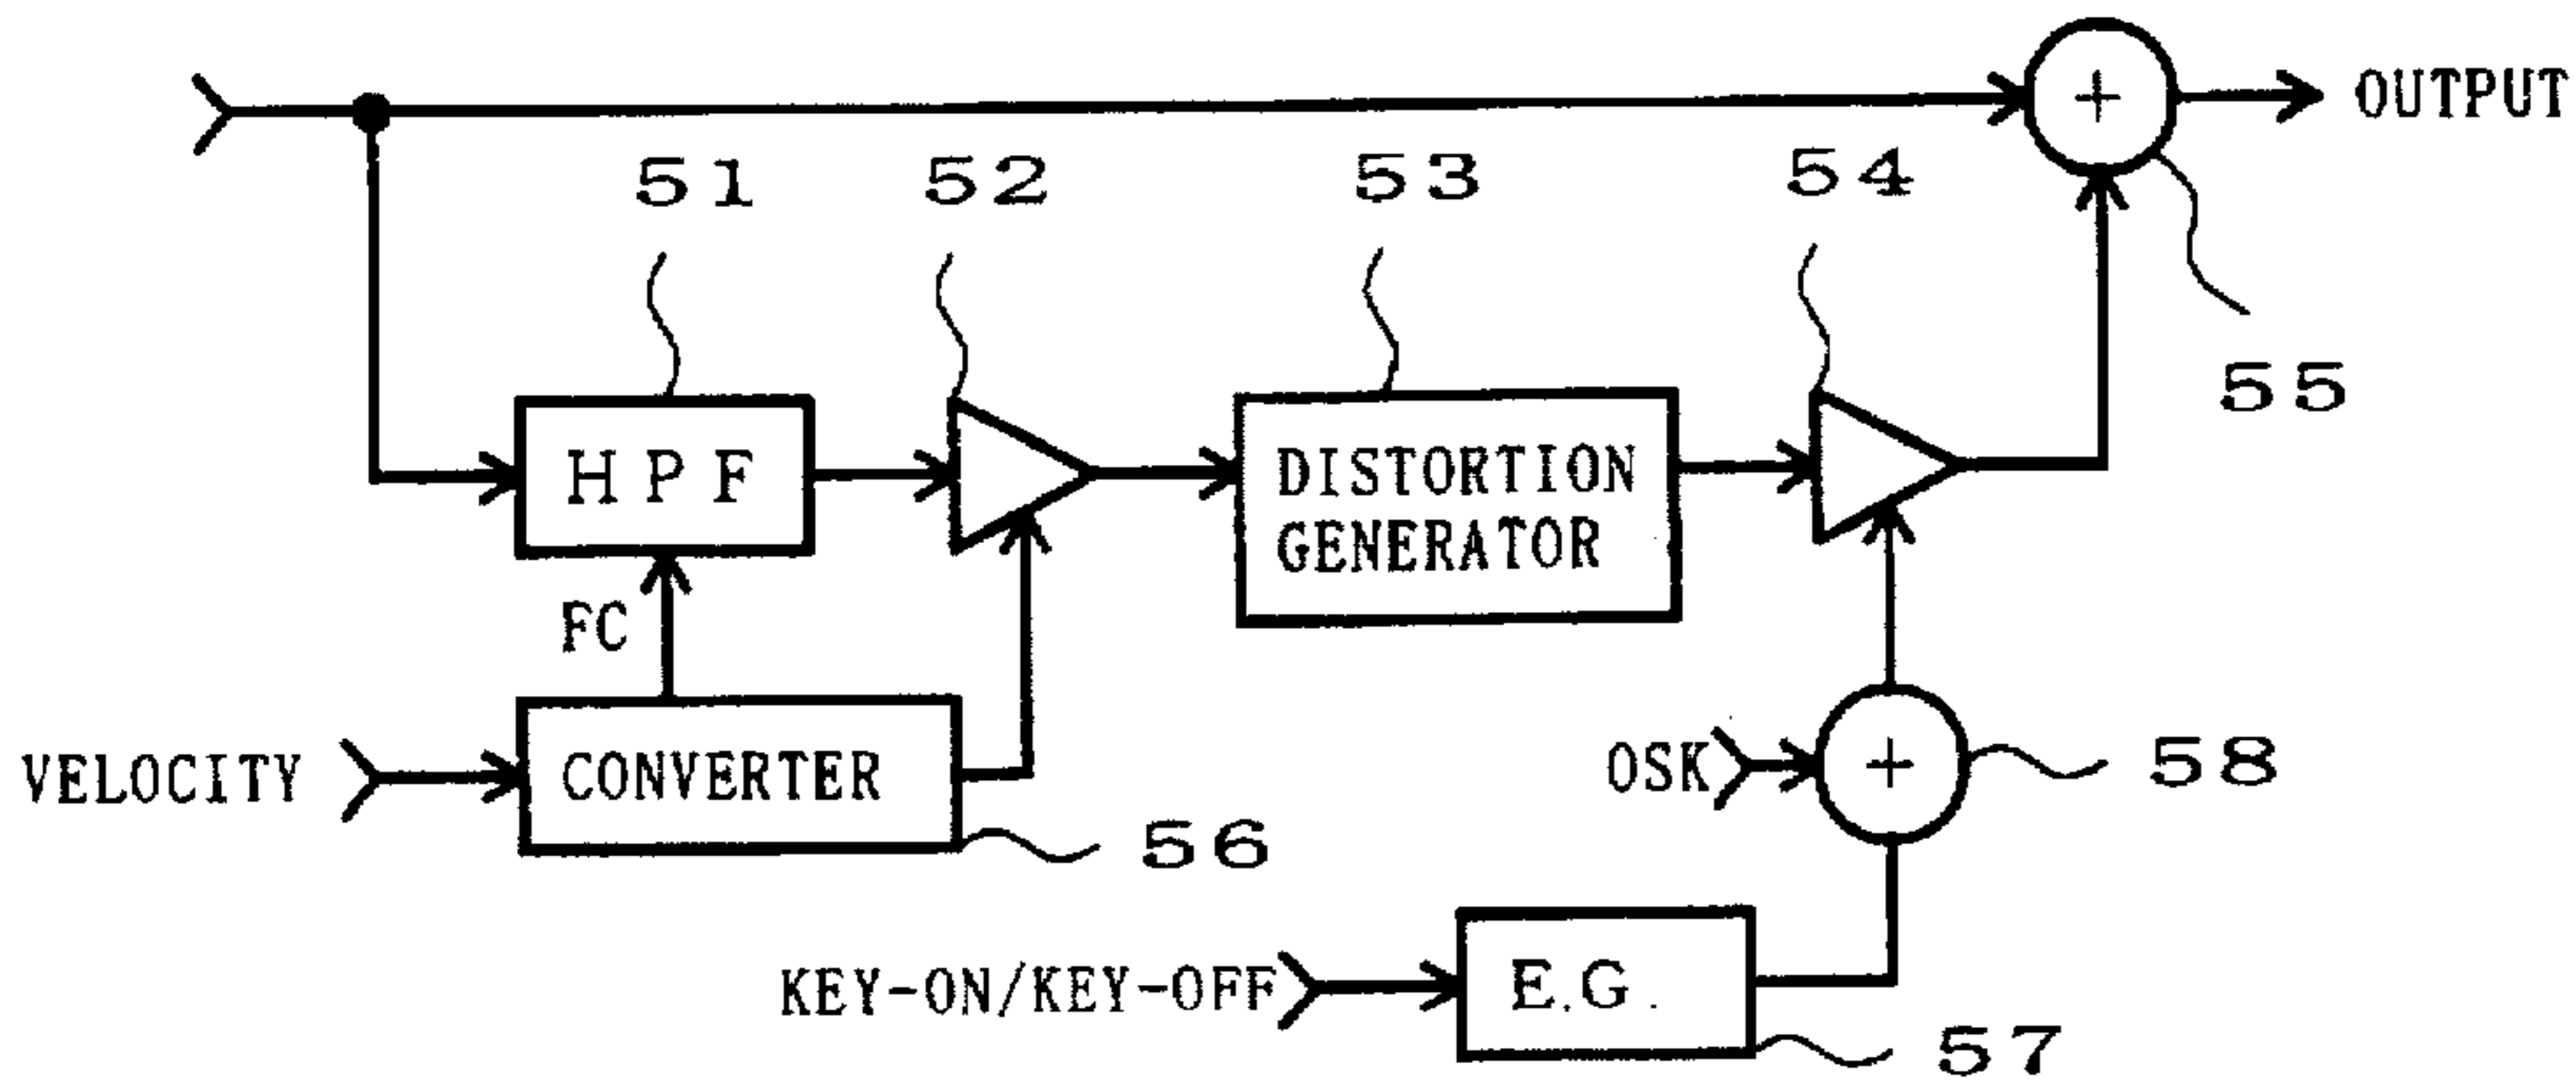 OUTPUT
51
52
53
54
55
HPF
DISTORTION
GENERATOR
FC
VELOCITY
CONVERTER
OSK
58
56
KEY-ON/KEY-OFF
E.G.
57